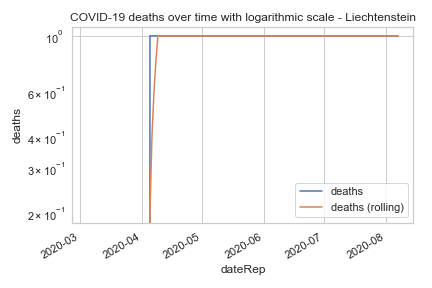 COVID-19 deaths over time with logarithmic scale - Liechtenstein
10⁰
6 × 10⁻¹
4 × 10⁻¹
3 × 10⁻¹
2 × 10⁻¹
deaths
deaths
deaths (rolling)
2020-03
2020-04
2020-05
2020-06
2020-07
2020-08
dateRep